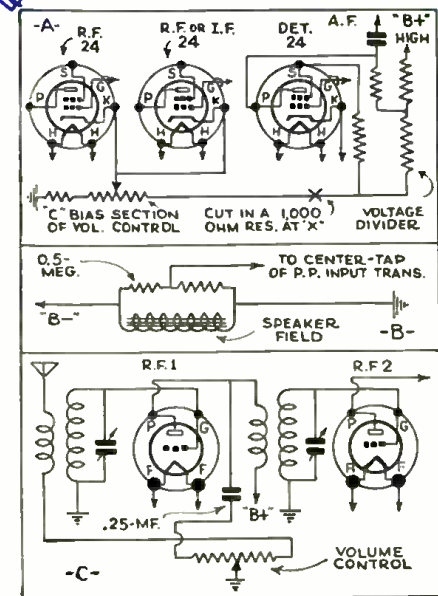 -A-
R.F.
24
R.F. OR I.F.
24
DET.
24
A.F.
"B+"
HIGH
S
G
P
K
H
H
S
G
P
K
H
H
S
G
P
K
H
H
"C" BIAS SECTION
OF VOL. CONTROL
CUT IN A 1,000
OHM RES. AT "X"
X
VOLTAGE
DIVIDER
0.5-
MEG.
TO CENTER-TAP
OF P.P. INPUT TRANS.
"B-"
SPEAKER
FIELD
-B-
R.F.1
R.F.2
P
G
F
F
P
G
F
F
.25-MF.
"B+"
VOLUME
CONTROL
-C-